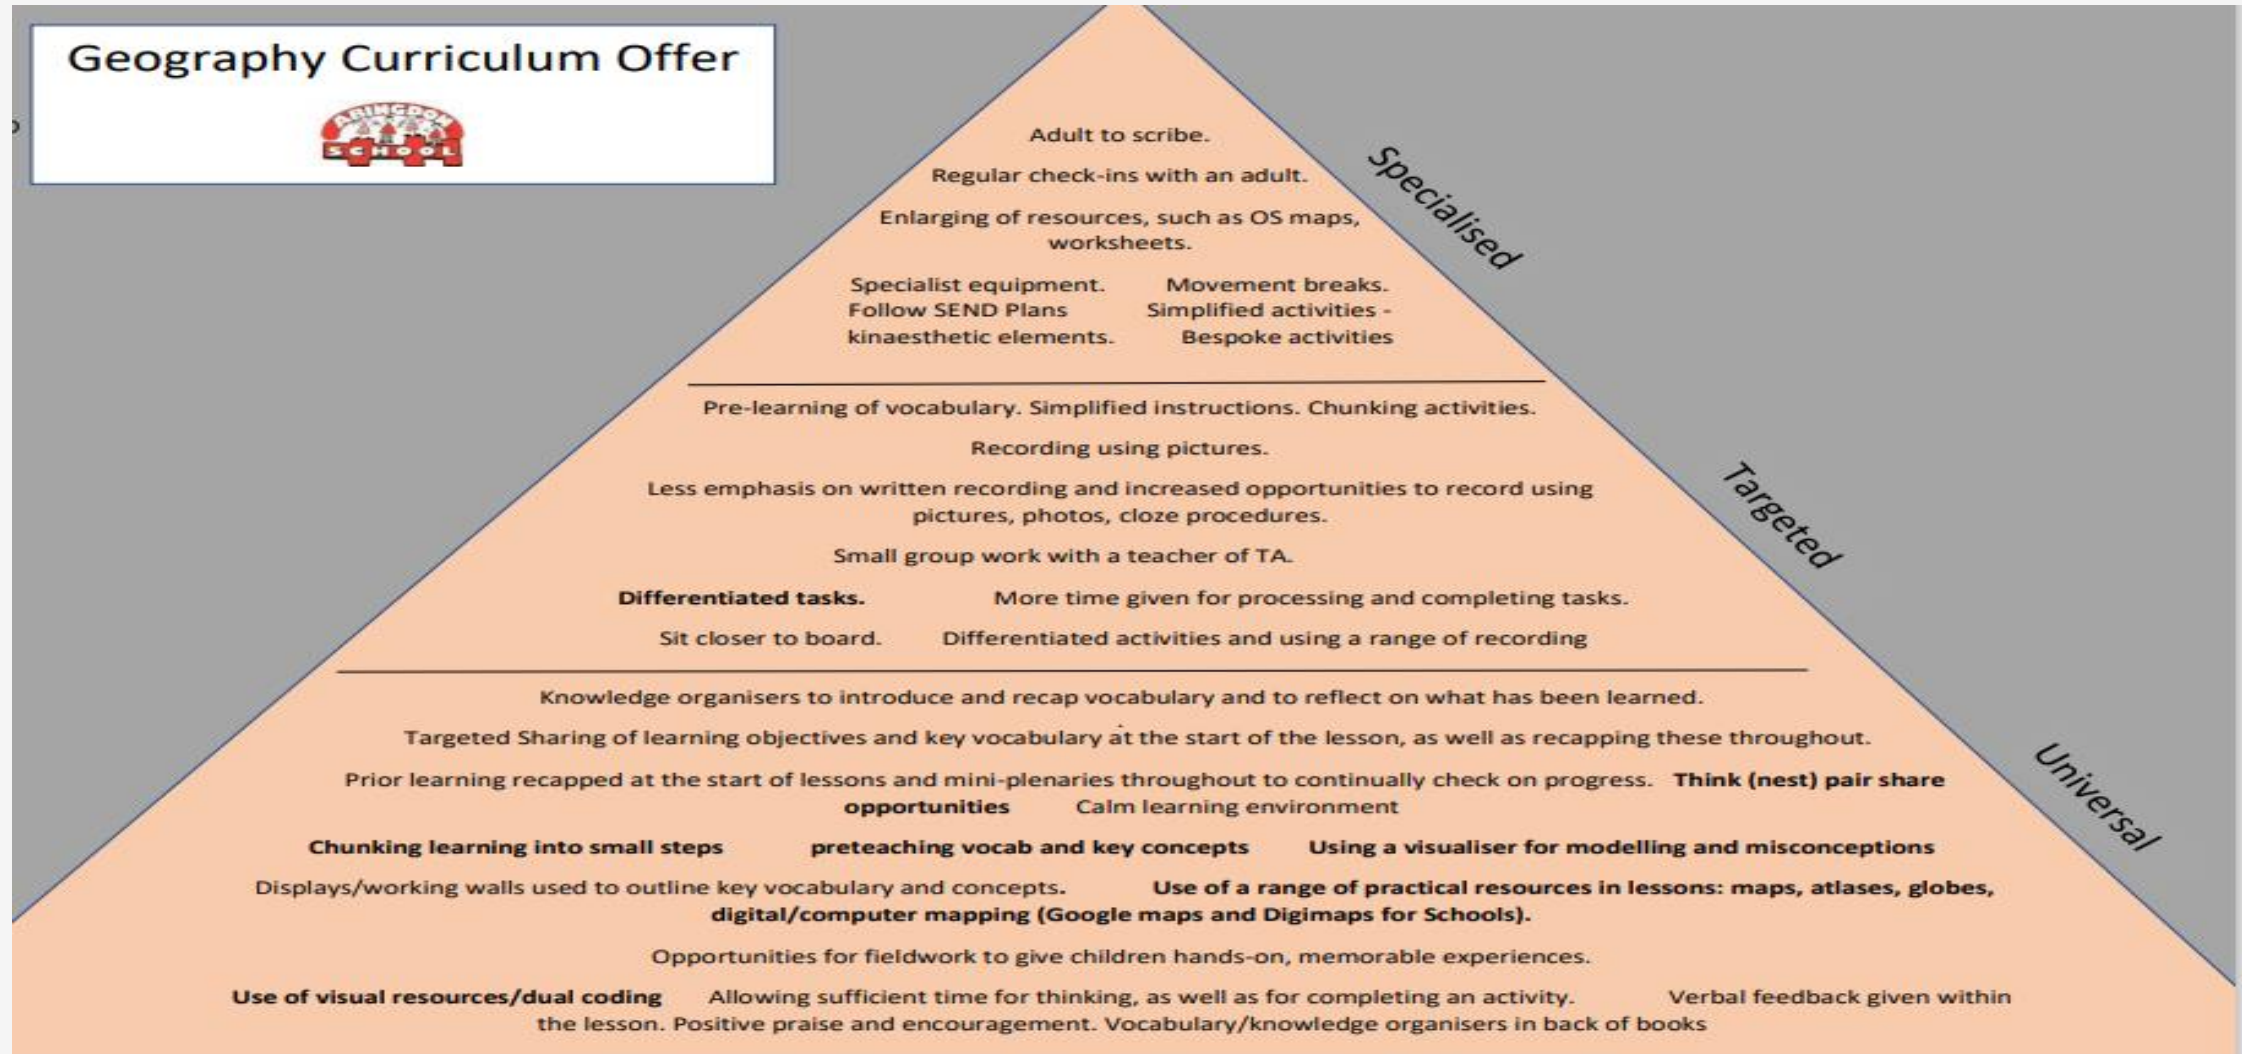 Geography Curriculum Offer
ABINGDON
SCHOOL
Adult to scribe.
Regular check-ins with an adult.
Enlarging of resources, such as OS maps,
worksheets.
Specialist equipment. Movement breaks.
Follow SEND Plans Simplified activities -
kinaesthetic elements. Bespoke activities
Specialised
Pre-learning of vocabulary. Simplified instructions. Chunking activities.
Recording using pictures.
Less emphasis on written recording and increased opportunities to record using
pictures, photos, cloze procedures.
Small group work with a teacher of TA.
Differentiated tasks. More time given for processing and completing tasks.
Sit closer to board. Differentiated activities and using a range of recording
Targeted
Knowledge organisers to introduce and recap vocabulary and to reflect on what has been learned.
Targeted Sharing of learning objectives and key vocabulary at the start of the lesson, as well as recapping these throughout.
Prior learning recapped at the start of lessons and mini-plenaries throughout to continually check on progress. Think (nest) pair share
opportunities Calm learning environment
Chunking learning into small steps preteaching vocab and key concepts Using a visualiser for modelling and misconceptions
Displays/working walls used to outline key vocabulary and concepts. Use of a range of practical resources in lessons: maps, atlases, globes,
digital/computer mapping (Google maps and Digimaps for Schools).
Opportunities for fieldwork to give children hands-on, memorable experiences.
Use of visual resources/dual coding Allowing sufficient time for thinking, as well as for completing an activity. Verbal feedback given within
the lesson. Positive praise and encouragement. Vocabulary/knowledge organisers in back of books
Universal